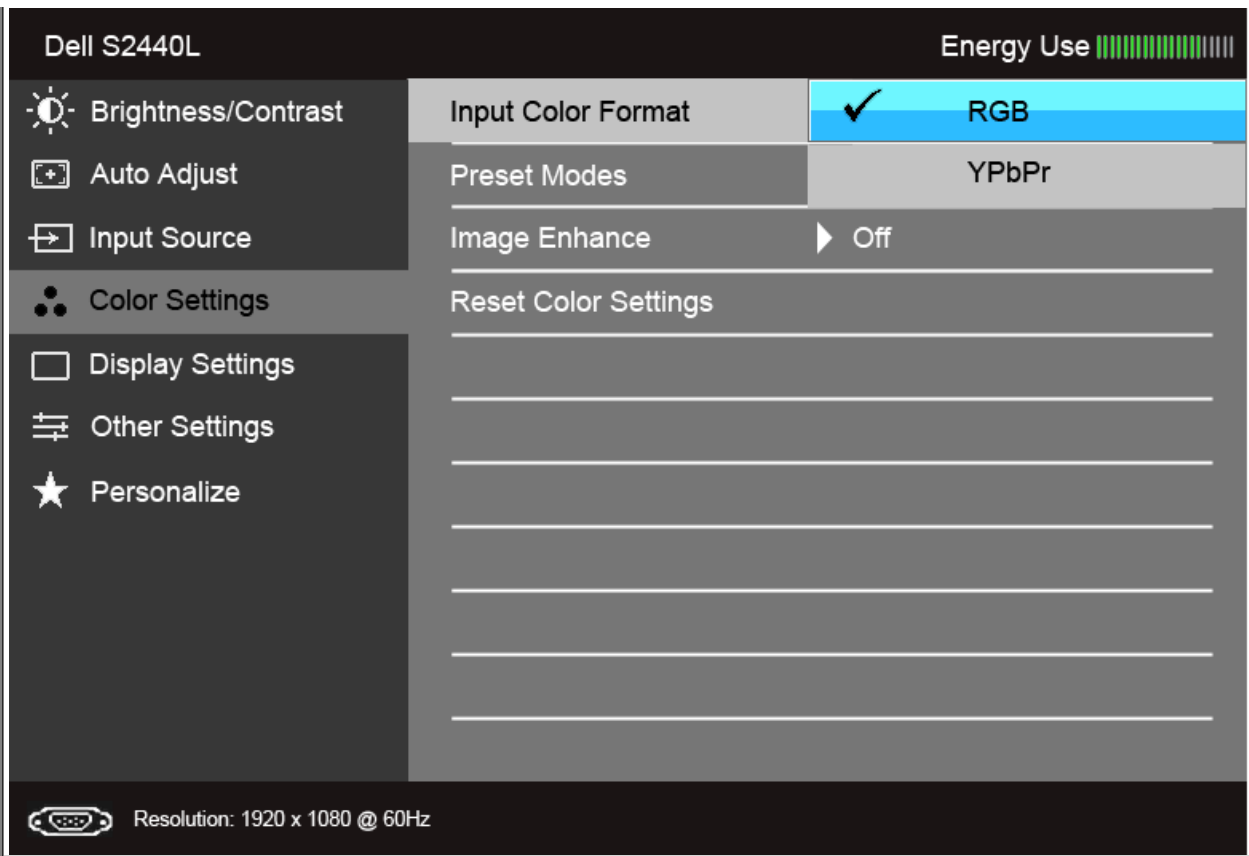 Dell S2440L
Energy Use
Brightness/Contrast
Auto Adjust
Input Source
Color Settings
Display Settings
Other Settings
Personalize
Input Color Format
RGB
YPbPr
Preset Modes
Image Enhance
Off
Reset Color Settings
Resolution: 1920 x 1080 @ 60Hz